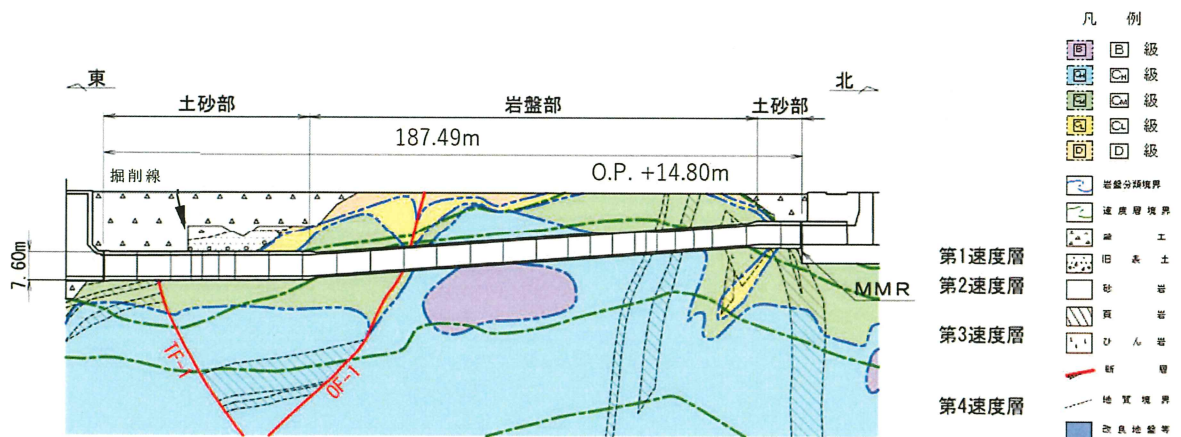 凡 例
B B 級
CH CH 級
CM CM 級
CL CL 級
D D 級
岩盤分類境界
速度層境界
盛 土
旧 表 土
砂 岩
頁 岩
ひ ん 岩
断 層
地 質 境 界
改 良 地 盤 等
東
北
土砂部
岩盤部
土砂部
187.49m
O.P. +14.80m
掘削線
7.60m
TF-1
OF-1
MMR
第1速度層
第2速度層
第3速度層
第4速度層